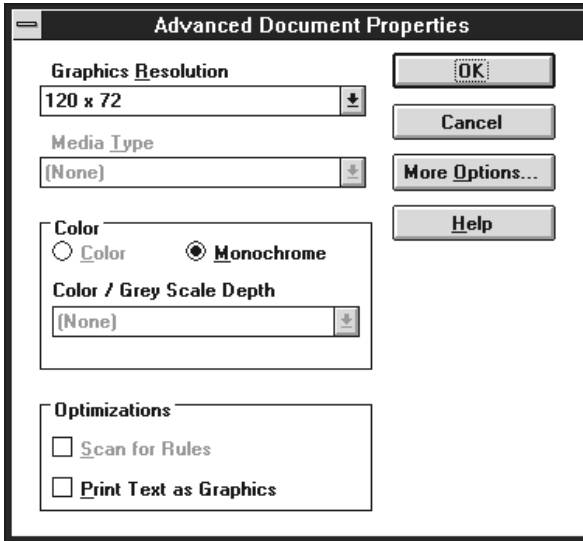 Advanced Document Properties
Graphics Resolution
120 x 72
Media Type
(None)
Color
Color Monochrome
Color / Grey Scale Depth
(None)
Optimizations
Scan for Rules
Print Text as Graphics
OK
Cancel
More Options...
Help